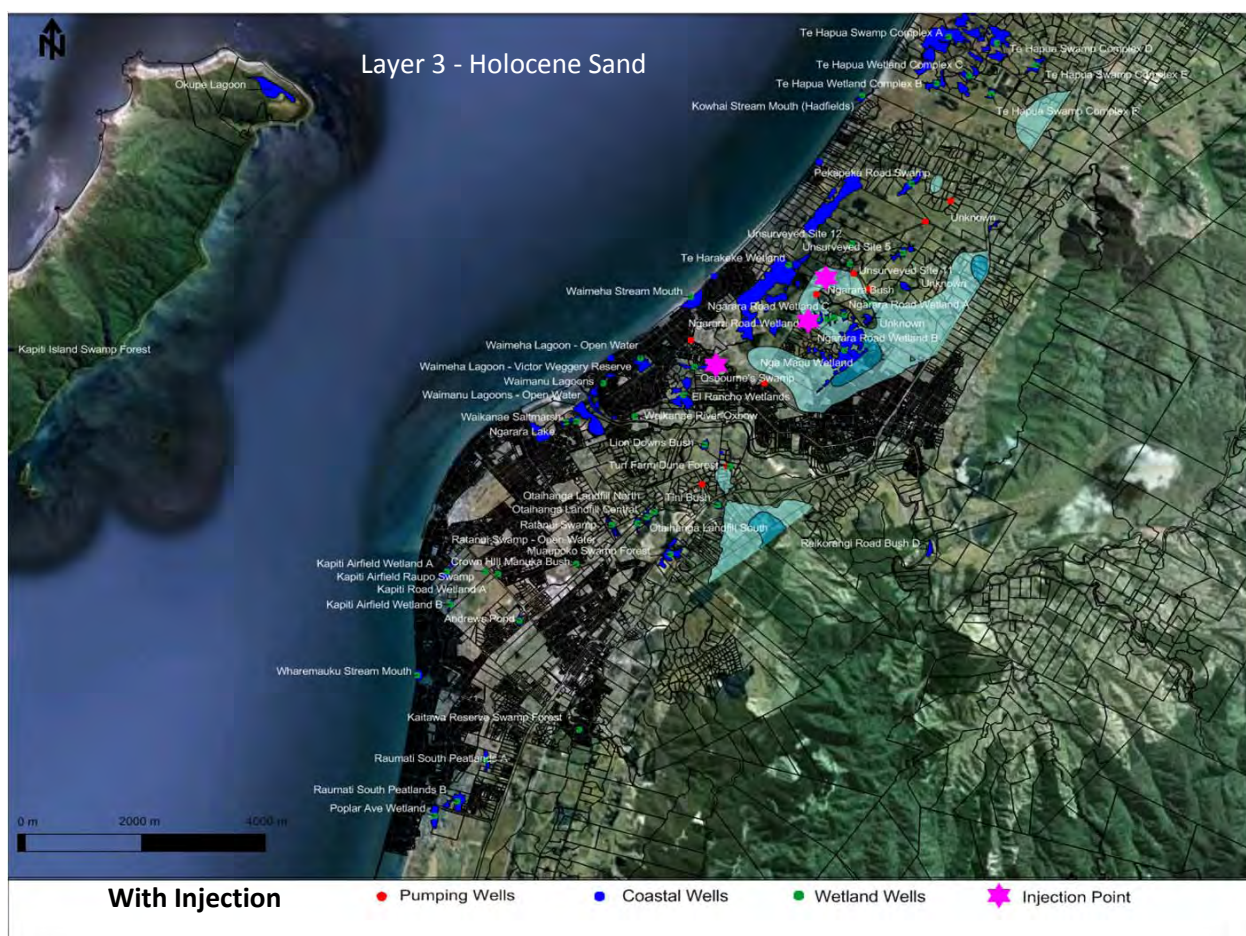 N
Layer 3 - Holocene Sand
Okupe Lagoon
Te Hapua Swamp Complex A
Te Hapua Swamp Complex D
Te Hapua Wetland Complex C
Te Hapua Swamp Complex E
Te Hapua Wetland Complex B
Kowhai Stream Mouth (Hadfields)
Te Hapua Swamp Complex F
Pekapeku Road Swamp
Unknown
Unsurveyed Site 12
Unsurveyed Site 5
Te Harakeke Wetland
Unsurveyed Site 11
Unknown
Waimeha Stream Mouth
Ngarara Bush
Ngarara Road Wetland C
Ngarara Road Wetland A
Ngarara Road Wetland
Unknown
Ngarara Road Wetland B
Kapiti Island Swamp Forest
Waimeha Lagoon - Open Water
Nga Manu Wetland
Waimeha Lagoon - Victor Weggery Reserve
Osbourne's Swamp
Waimanu Lagoons
Waimanu Lagoons - Open Water
El Rancho Wetlands
Waikanae Saltmarsh
Waikanae River Oxbow
Ngarara Lake
Lion Downs Bush
Turf Farm Dune Forest
Otaihanga Landfill North
Tini Bush
Otaihanga Landfill Central
Ratanui Swamp
Otaihanga Landfill South
Ratanui Swamp - Open Water
Reikorangi Road Bush D
Muaupoko Swamp Forest
Kapiti Airfield Wetland A
Crown Hill Manuka Bush
Kapiti Airfield Raupo Swamp
Kapiti Road Wetland A
Kapiti Airfield Wetland B
Andrews Pond
Wharemauku Stream Mouth
Kaitawa Reserve Swamp Forest
Raumati South Peatlands A
Raumati South Peatlands B
Poplar Ave Wetland
0 m 2000 m 4000 m
With Injection
Pumping Wells
Coastal Wells
Wetland Wells
Injection Point